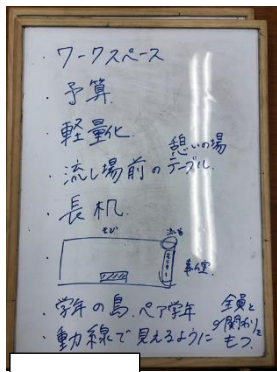 ・ワークスペース
・予算
・軽量化
・流し場前の憩いの場
テーブル
・長机
・学年の島、ペア学年
・動線で見えるように
全員と
関わりを
もつ。